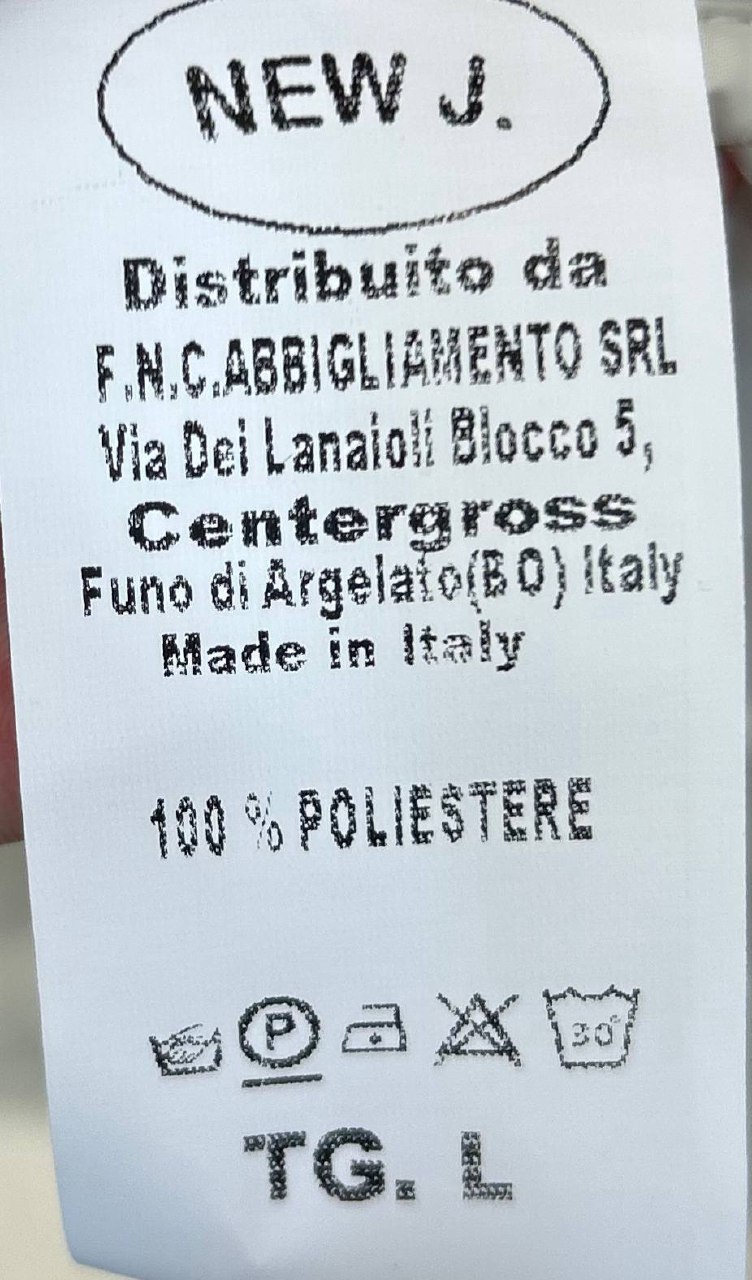 NEW J.
Distribuito da
F.N.C.ABBIGLIAMENTO SRL
Via Dei Lanaioli Blocco 5,
Centergross
Funo di Argelato(BO) Italy
Made in Italy
100 % POLIESTERE
P 30°
TG. L